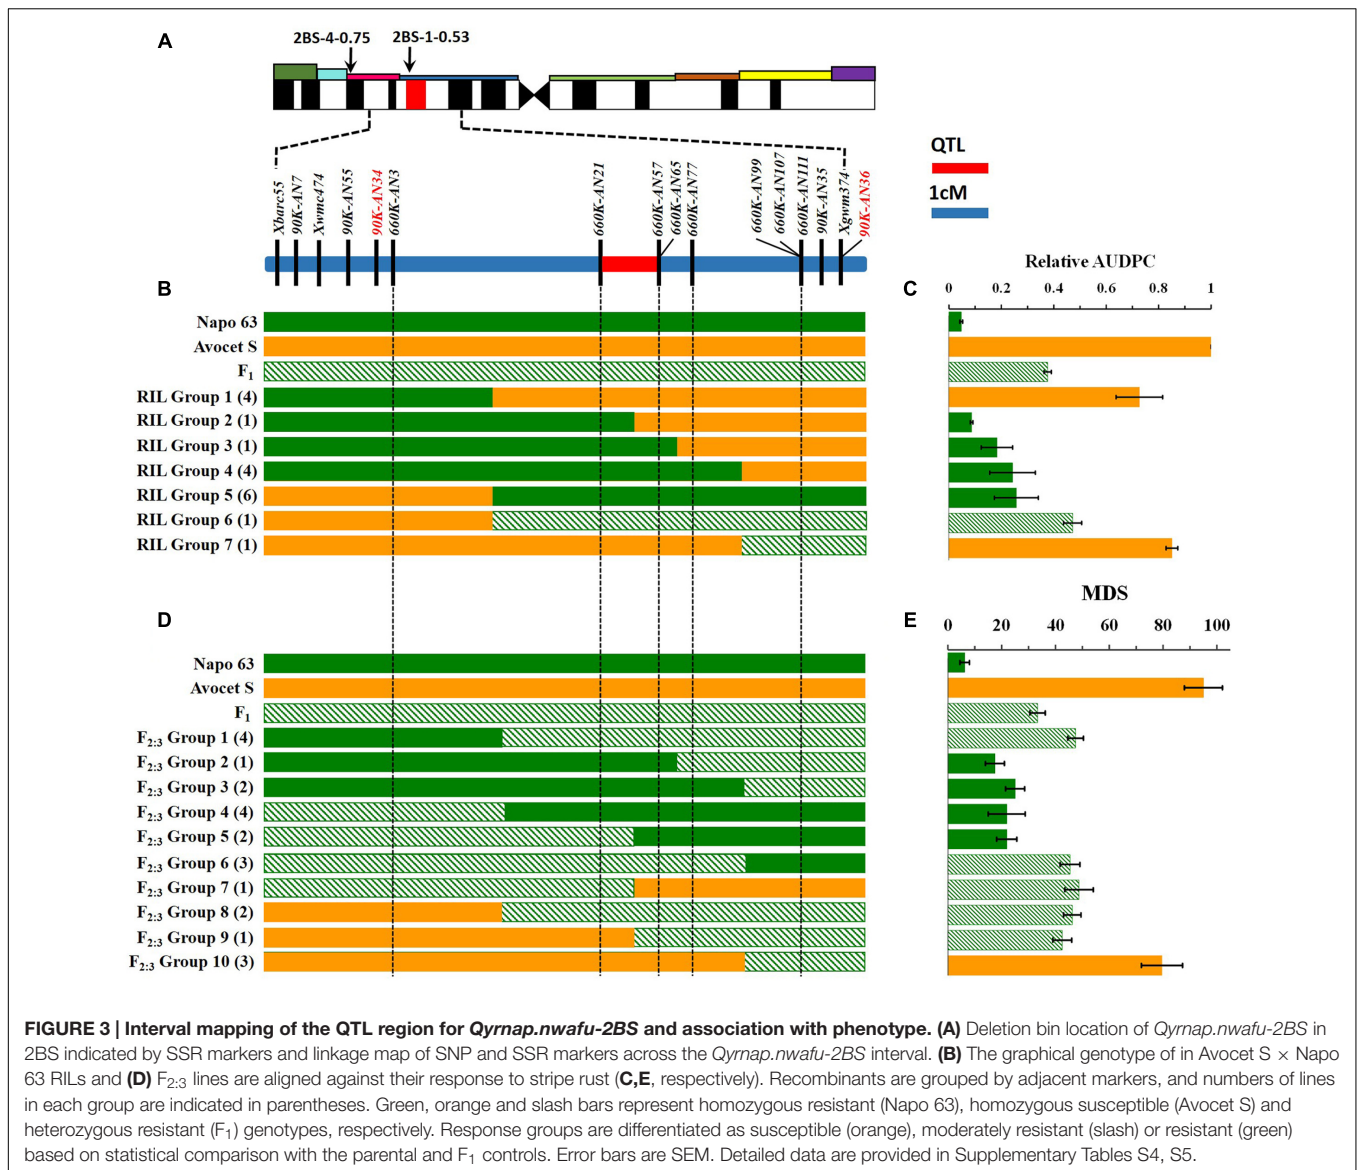 A
2BS-4-0.75
2BS-1-0.53
QTL
1cM
Xbarc55
90K-AN7
Xwmc474
90K-AN55
90K-AN34
660K-AN3
660K-AN21
660K-AN57
660K-AN65
660K-AN77
660K-AN99
660K-AN107
660K-AN111
90K-AN35
Xgwm374
90K-AN36
B
Napo 63
Avocet S
F1
RIL Group 1 (4)
RIL Group 2 (1)
RIL Group 3 (1)
RIL Group 4 (4)
RIL Group 5 (6)
RIL Group 6 (1)
RIL Group 7 (1)
C
Relative AUDPC
0 0.2 0.4 0.6 0.8 1
D
Napo 63
Avocet S
F1
F2:3 Group 1 (4)
F2:3 Group 2 (1)
F2:3 Group 3 (2)
F2:3 Group 4 (4)
F2:3 Group 5 (2)
F2:3 Group 6 (3)
F2:3 Group 7 (1)
F2:3 Group 8 (2)
F2:3 Group 9 (1)
F2:3 Group 10 (3)
E
MDS
0 20 40 60 80 100
FIGURE 3 | Interval mapping of the QTL region for Qyrnap.nwafu-2BS and association with phenotype. (A) Deletion bin location of Qyrnap.nwafu-2BS in
2BS indicated by SSR markers and linkage map of SNP and SSR markers across the Qyrnap.nwafu-2BS interval. (B) The graphical genotype of in Avocet S × Napo
63 RILs and (D) F2:3 lines are aligned against their response to stripe rust (C,E, respectively). Recombinants are grouped by adjacent markers, and numbers of lines
in each group are indicated in parentheses. Green, orange and slash bars represent homozygous resistant (Napo 63), homozygous susceptible (Avocet S) and
heterozygous resistant (F1) genotypes, respectively. Response groups are differentiated as susceptible (orange), moderately resistant (slash) or resistant (green)
based on statistical comparison with the parental and F1 controls. Error bars are SEM. Detailed data are provided in Supplementary Tables S4, S5.